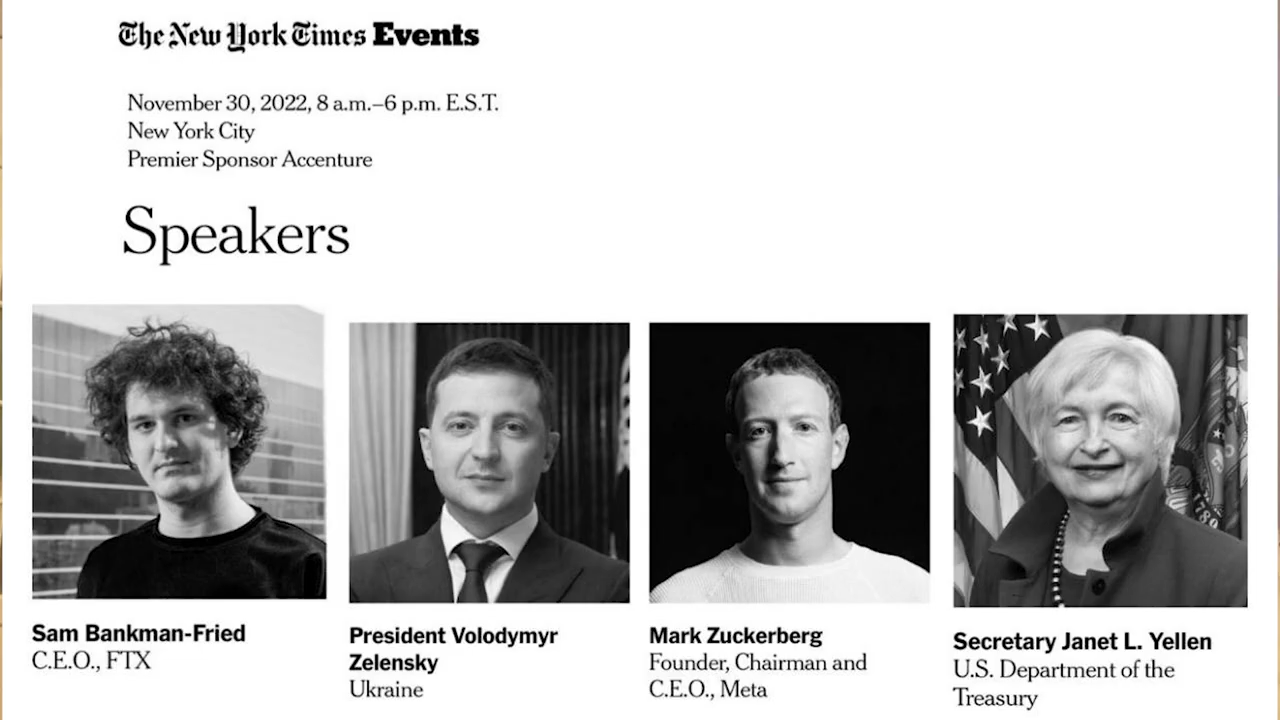 The New York Times Events
November 30, 2022, 8 a.m.–6 p.m. E.S.T.
New York City
Premier Sponsor Accenture
Speakers
Sam Bankman-Fried
C.E.O., FTX
President Volodymyr
Zelensky
Ukraine
Mark Zuckerberg
Founder, Chairman and
C.E.O., Meta
Secretary Janet L. Yellen
U.S. Department of the
Treasury